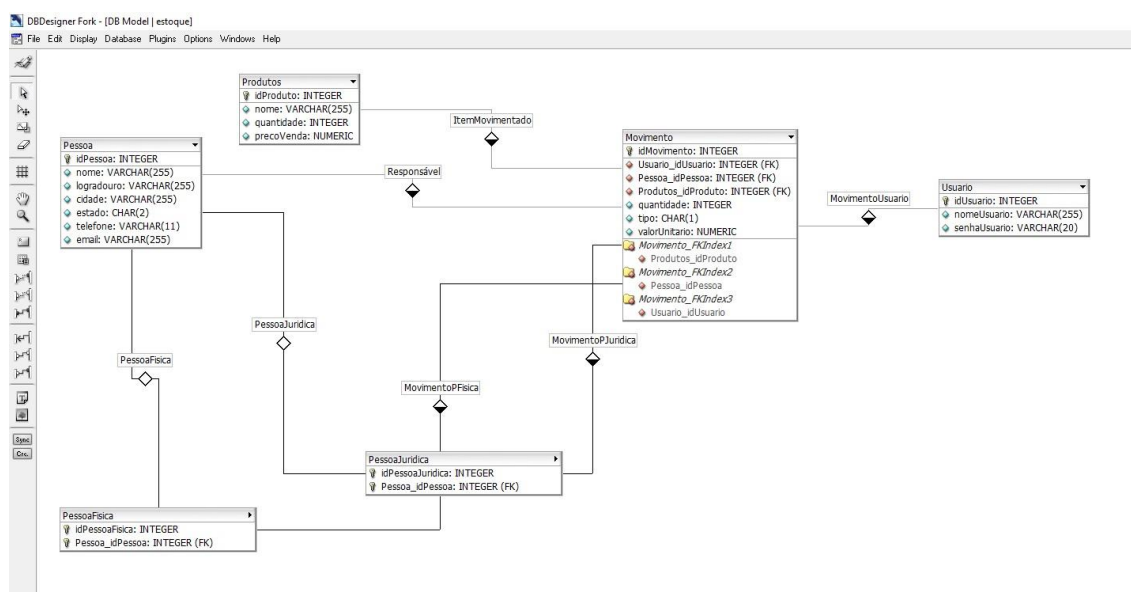 DBDesigner Fork - [DB Model | estoque]
File Edit Display Database Plugins Options Windows Help
Produtos
idProduto: INTEGER
nome: VARCHAR(255)
quantidade: INTEGER
precoVenda: NUMERIC
ItemMovimentado
Pessoa
idPessoa: INTEGER
nome: VARCHAR(255)
logradouro: VARCHAR(255)
cidade: VARCHAR(255)
estado: CHAR(2)
telefone: VARCHAR(11)
email: VARCHAR(255)
Responsável
Movimento
idMovimento: INTEGER
Usuario_idUsuario: INTEGER (FK)
Pessoa_idPessoa: INTEGER (FK)
Produtos_idProduto: INTEGER (FK)
quantidade: INTEGER
tipo: CHAR(1)
valorUnitario: NUMERIC
Movimento_FKIndex1
Produtos_idProduto
Movimento_FKIndex2
Pessoa_idPessoa
Movimento_FKIndex3
Usuario_idUsuario
MovimentoUsuario
Usuario
idUsuario: INTEGER
nomeUsuario: VARCHAR(255)
senhaUsuario: VARCHAR(20)
PessoaJuridica
MovimentoPJuridica
PessoaFisica
MovimentoPFisica
PessoaJuridica
idPessoaJuridica: INTEGER
Pessoa_idPessoa: INTEGER (FK)
PessoaFisica
idPessoaFisica: INTEGER
Pessoa_idPessoa: INTEGER (FK)
Sync